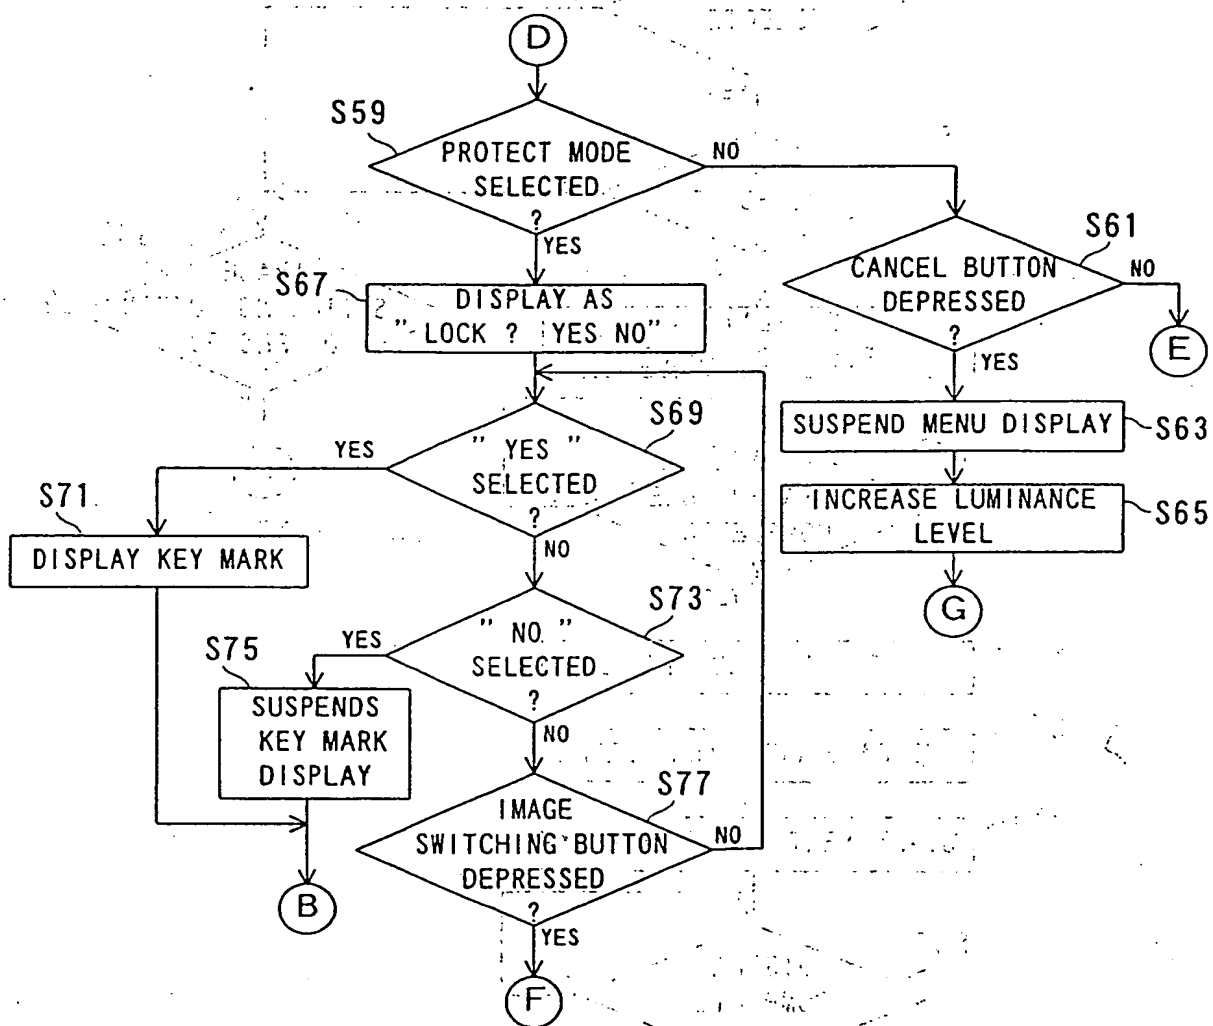 D
S59
PROTECT MODE
SELECTED
?
NO
YES
S61
CANCEL BUTTON
DEPRESSED
?
NO
YES
E
S67
DISPLAY AS
" LOCK ? YES NO"
S63
SUSPEND MENU DISPLAY
S65
INCREASE LUMINANCE
LEVEL
G
S69
" YES "
SELECTED
?
YES
NO
S71
DISPLAY KEY MARK
S73
" NO "
SELECTED
?
YES
NO
S75
SUSPENDS
KEY MARK
DISPLAY
B
S77
IMAGE
SWITCHING BUTTON
DEPRESSED
?
NO
YES
F